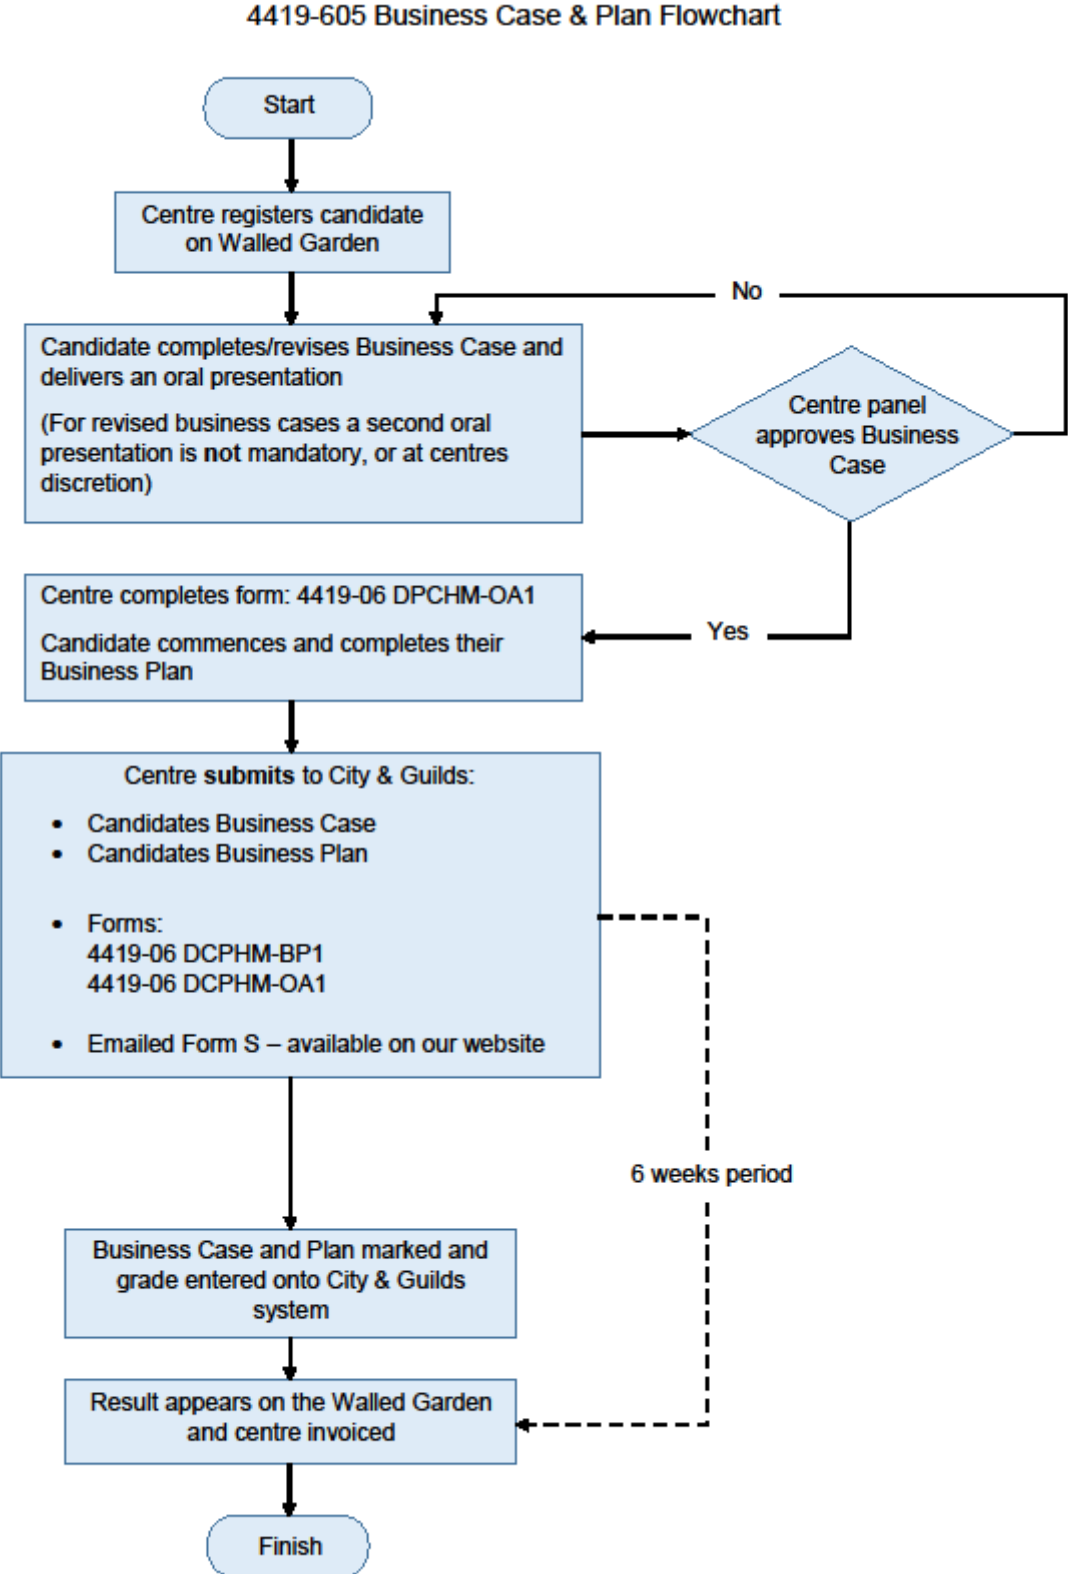 4419-605 Business Case & Plan Flowchart
Start
Centre registers candidate
on Walled Garden
No
Candidate completes/revises Business Case and
delivers an oral presentation
(For revised business cases a second oral
presentation is not mandatory, or at centres
discretion)
Centre panel
approves Business
Case
Centre completes form: 4419-06 DPCHM-OA1
Candidate commences and completes their
Business Plan
Yes
Centre submits to City & Guilds:
• Candidates Business Case
• Candidates Business Plan
• Forms:
4419-06 DCPHM-BP1
4419-06 DCPHM-OA1
• Emailed Form S – available on our website
6 weeks period
Business Case and Plan marked and
grade entered onto City & Guilds
system
Result appears on the Walled Garden
and centre invoiced
Finish